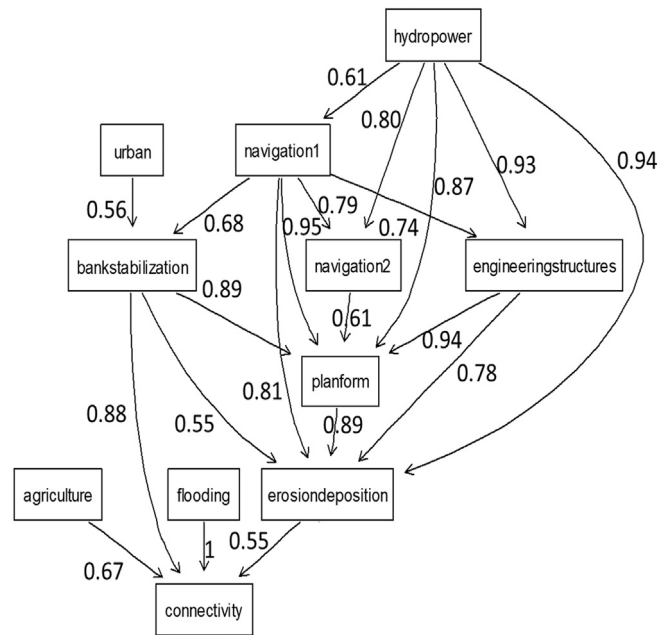 hydropower
0.61
0.80
urban
navigation1
0.93
0.94
0.87
0.56
0.68
0.79
0.95
0.74
bankstabilization
navigation2
engineeringstructures
0.89
0.61
0.94
planform
0.78
0.81
0.88
0.55
0.89
agriculture
flooding
erosiondeposition
0.67
1
0.55
connectivity